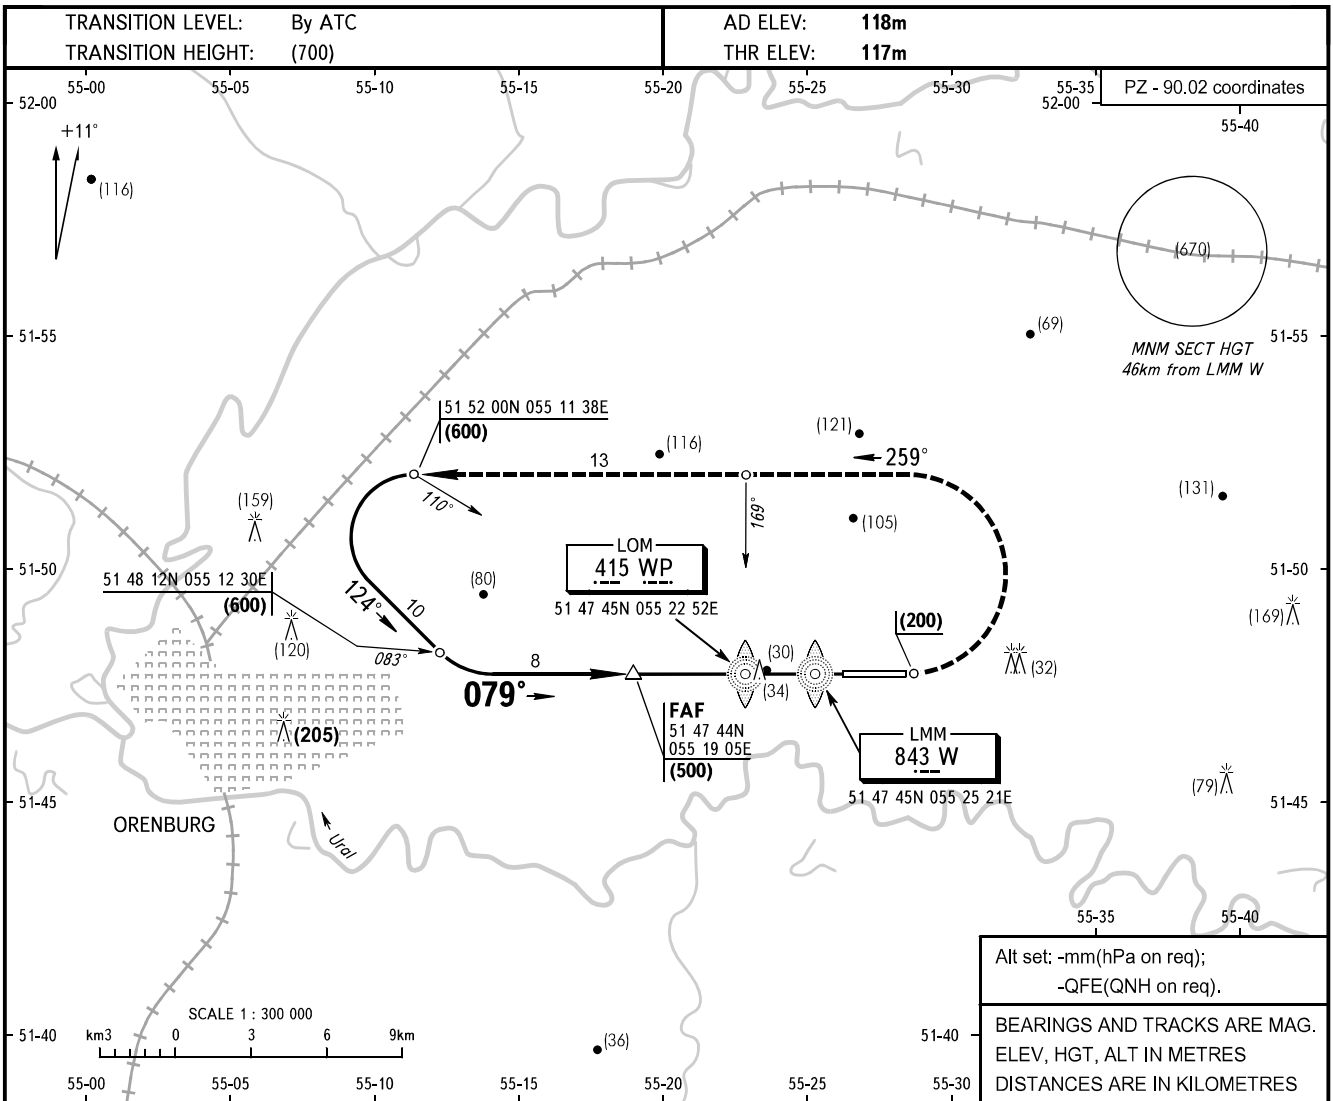 TRANSITION LEVEL: By ATC
TRANSITION HEIGHT: (700)
AD ELEV: 118m
THR ELEV: 117m
55-00 55-05 55-10 55-15 55-20 55-25 55-30 55-35
PZ - 90.02 coordinates
52-00
52-00
55-40
+11°
(116)
(670)
(69)
51-55
51-55
MNM SECT HGT
46km from LMM W
51 52 00N 055 11 38E
(600)
(121)
(116)
13
259°
110°
169°
(159)
(131)
(105)
LOM
415 WP
51 47 45N 055 22 52E
51-50
51-50
51 48 12N 055 12 30E
(600)
(80)
124°
10
(169)
(200)
(120)
083°
8
(30)
(34)
(32)
079°
FAF
51 47 44N
055 19 05E
(500)
(205)
LMM
843 W
51 47 45N 055 25 21E
(79)
51-45
51-45
ORENBURG
Ural
55-35 55-40
Alt set: -mm(hPa on req);
-QFE(QNH on req).
SCALE 1 : 300 000
km3 0 3 6 9km
51-40
51-40
(36)
BEARINGS AND TRACKS ARE MAG.
ELEV, HGT, ALT IN METRES
DISTANCES ARE IN KILOMETRES
55-00 55-05 55-10 55-15 55-20 55-25 55-30